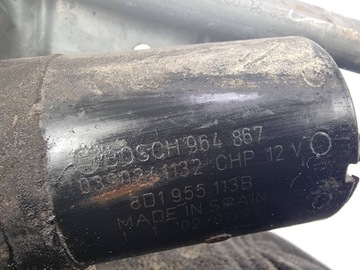 BOSCH 964 867
0390241132 CHP 12 V
8D1 955 113B
MADE IN SPAIN